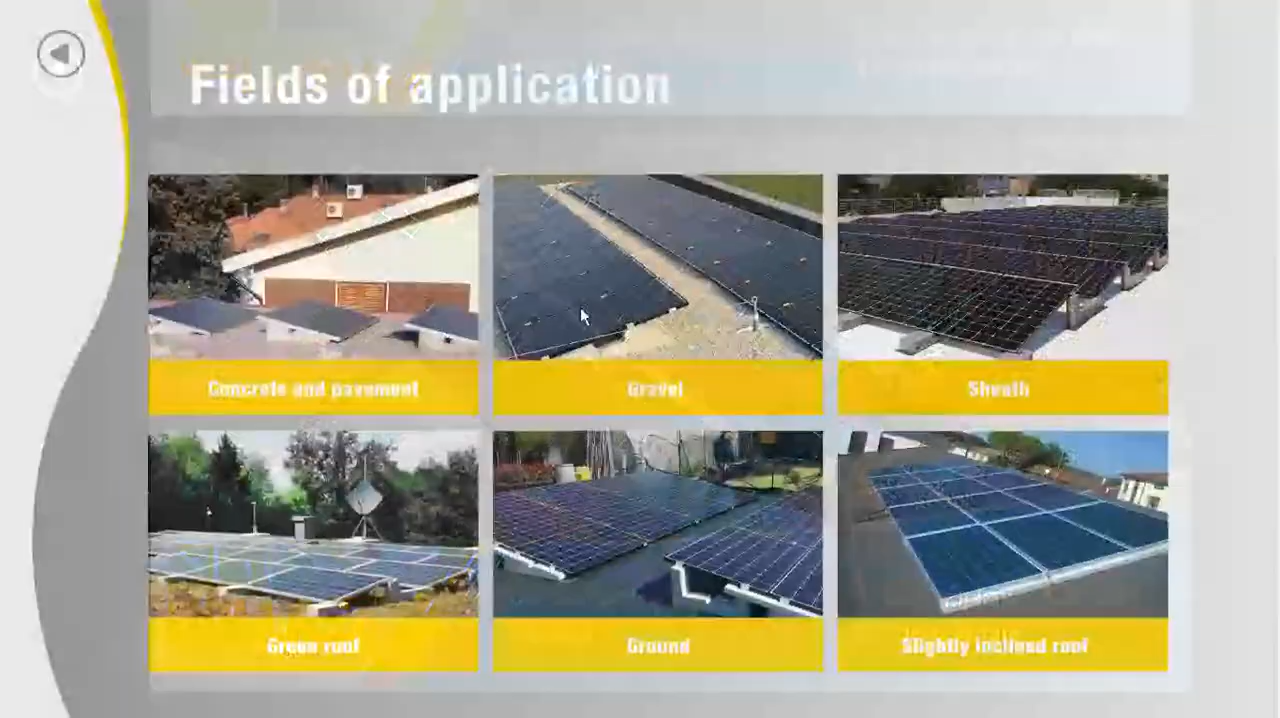 Fields of application
Concrete and pavement
Gravel
Sheath
Green roof
Ground
Slightly inclined roof